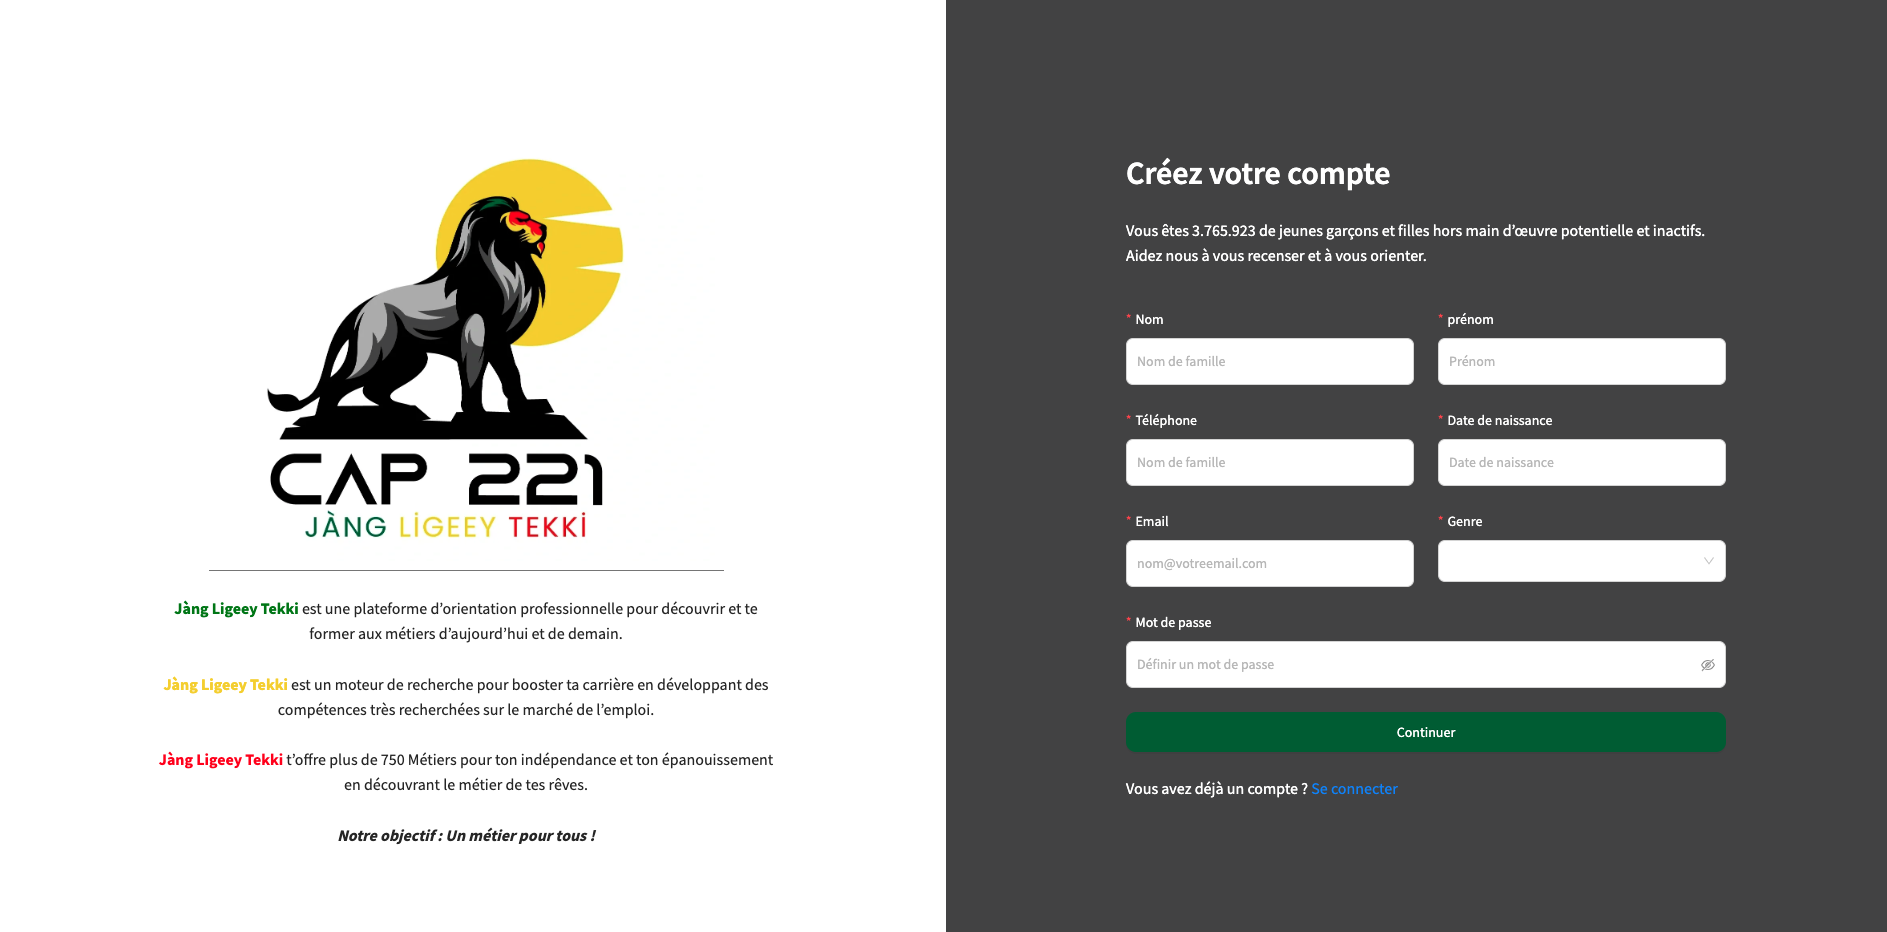 CAP 221
JÀNG LİGEEY TEKKİ
Jàng Ligeey Tekki est une plateforme d’orientation professionnelle pour découvrir et te
former aux métiers d’aujourd’hui et de demain.
Jàng Ligeey Tekki est un moteur de recherche pour booster ta carrière en développant des
compétences très recherchées sur le marché de l’emploi.
Jàng Ligeey Tekki t’offre plus de 750 Métiers pour ton indépendance et ton épanouissement
en découvrant le métier de tes rêves.
Notre objectif : Un métier pour tous !
Créez votre compte
Vous êtes 3.765.923 de jeunes garçons et filles hors main d’œuvre potentielle et inactifs.
Aidez nous à vous recenser et à vous orienter.
* Nom
Nom de famille
* prénom
Prénom
* Téléphone
Nom de famille
* Date de naissance
Date de naissance
* Email
nom@votreemail.com
* Genre
* Mot de passe
Définir un mot de passe
Continuer
Vous avez déjà un compte ? Se connecter